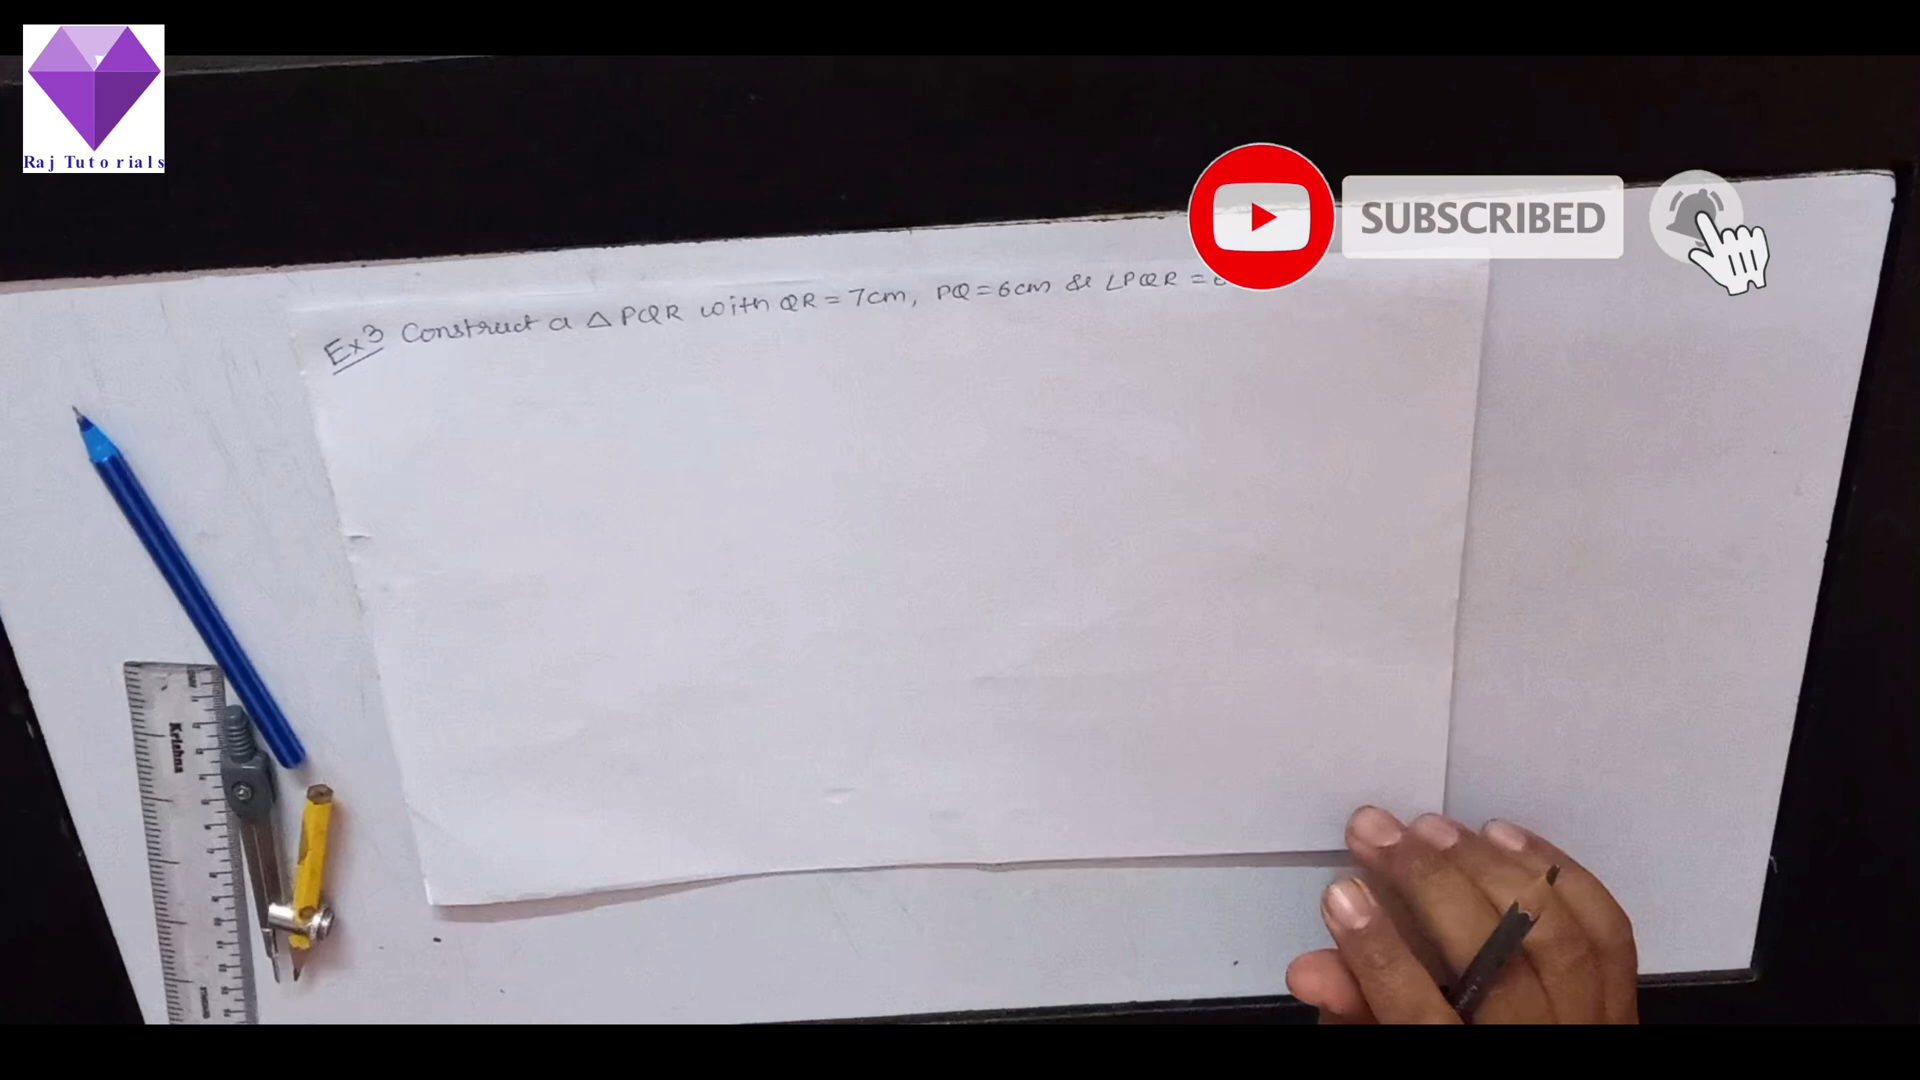 Raj Tutorials
SUBSCRIBED
Ex3 Construct a △ PQR with QR = 7cm, PQ = 6cm & ∠PQR =
Krishna